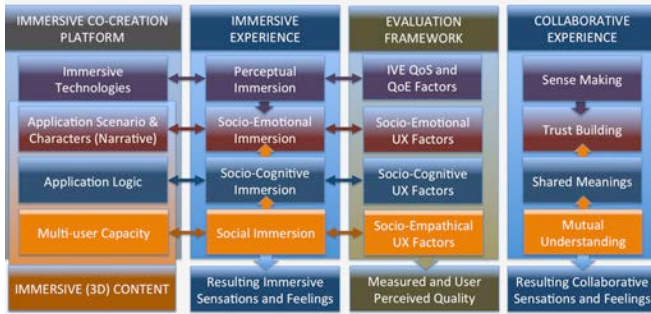 IMMERSIVE CO-CREATION
PLATFORM
IMMERSIVE
EXPERIENCE
EVALUATION
FRAMEWORK
COLLABORATIVE
EXPERIENCE
Immersive
Technologies
Perceptual
Immersion
IVE QoS and
QoE Factors
Sense Making
Application Scenario &
Characters (Narrative)
Socio-Emotional
Immersion
Socio-Emotional
UX Factors
Trust Building
Application Logic
Socio-Cognitive
Immersion
Socio-Cognitive
UX Factors
Shared Meanings
Multi-user Capacity
Social Immersion
Socio-Empathical
UX Factors
Mutual
Understanding
IMMERSIVE (3D) CONTENT
Resulting Immersive
Sensations and Feelings
Measured and User
Perceived Quality
Resulting Collaborative
Sensations and Feelings